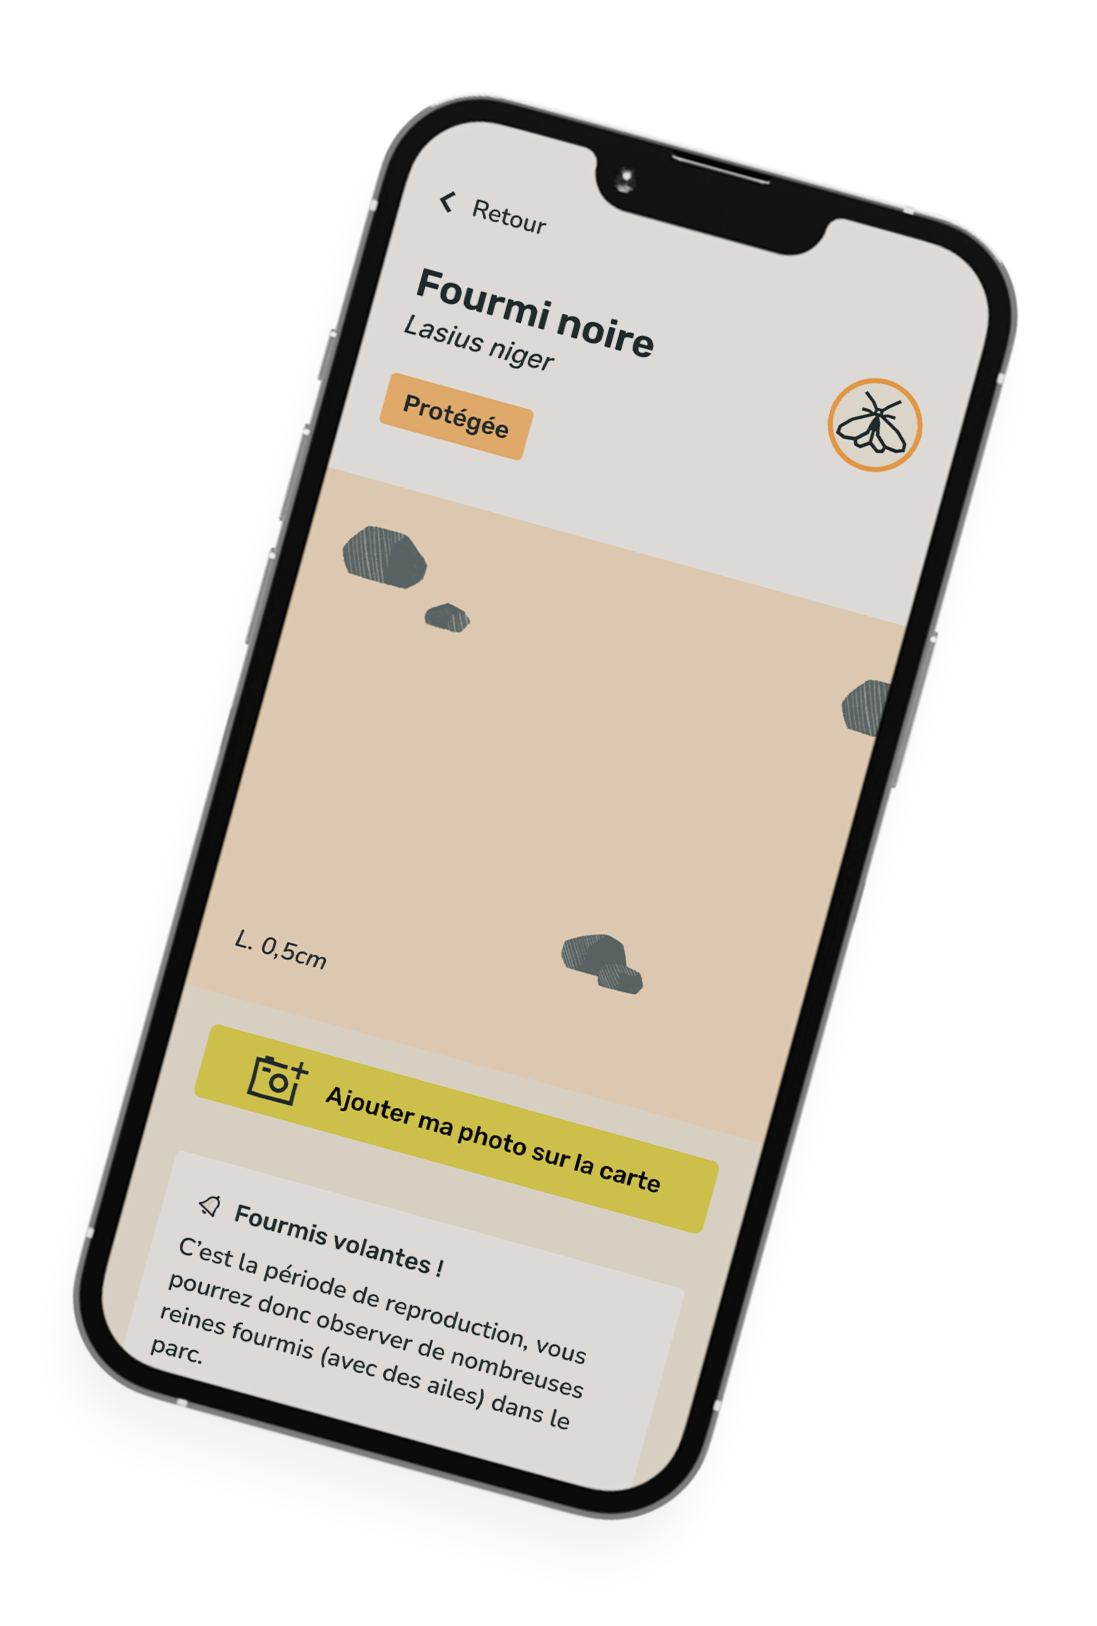 Retour
Fourmi noire
Lasius niger
Protégée
L. 0,5cm
Ajouter ma photo sur la carte
Fourmis volantes !
C’est la période de reproduction, vous
pourrez donc observer de nombreuses
reines fourmis (avec des ailes) dans le
parc.